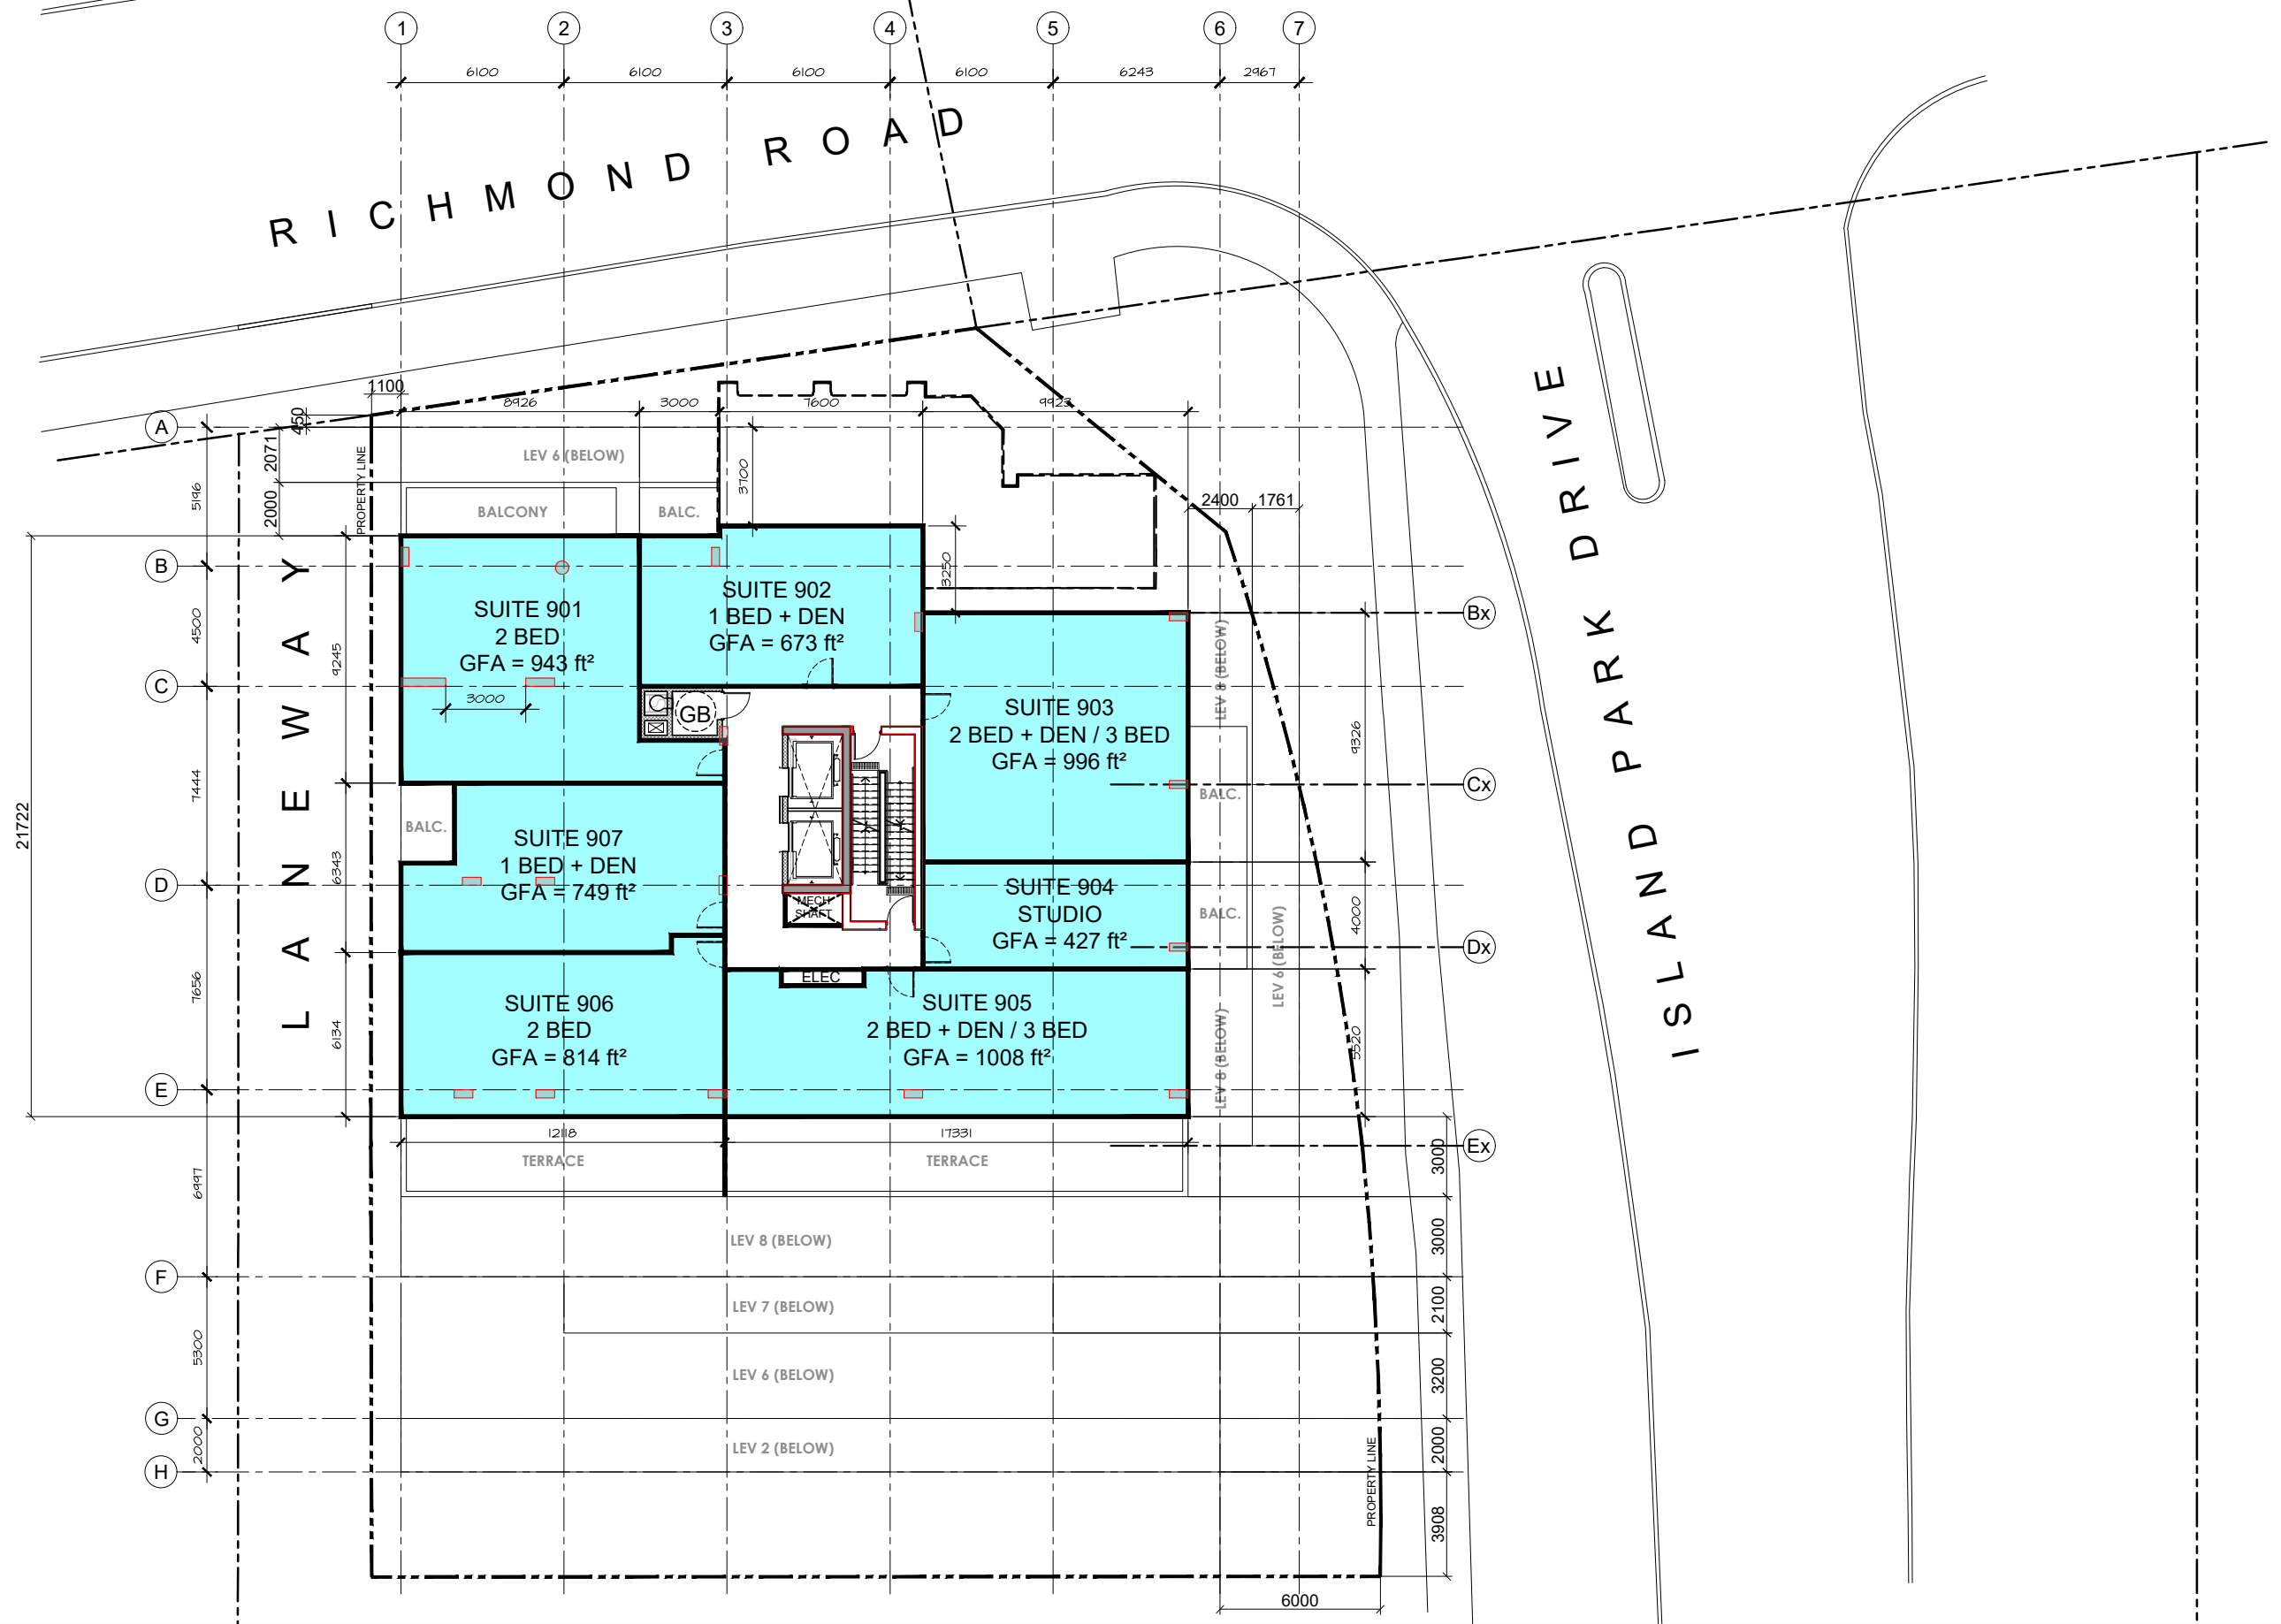 1
2
3
4
5
6
7
6100
6100
6100
6100
6243
2967
RICHMOND ROAD
1100
8926
3000
7600
9923
450
A
2071
2000
5196
PROPERTY LINE
LEV 6 (BELOW)
3700
BALCONY
BALC.
2400
1761
3250
B
4500
LANEWAY
SUITE 901
2 BED
GFA = 943 ft²
SUITE 902
1 BED + DEN
GFA = 673 ft²
Bx
LEV 8 (BELOW)
9245
C
3000
GB
SUITE 903
2 BED + DEN / 3 BED
GFA = 996 ft²
9326
ISLAND PARK DRIVE
Cx
7444
21722
BALC.
BALC.
SUITE 907
1 BED + DEN
GFA = 749 ft²
6343
D
MECH
SHAFT
SUITE 904
STUDIO
GFA = 427 ft²
BALC.
4000
Dx
LEV 6 (BELOW)
7656
ELEC
SUITE 906
2 BED
GFA = 814 ft²
6134
SUITE 905
2 BED + DEN / 3 BED
GFA = 1008 ft²
LEV 8 (BELOW)
5520
E
12118
17331
TERRACE
TERRACE
Ex
3000
6997
LEV 8 (BELOW)
3000
F
LEV 7 (BELOW)
2100
5300
LEV 6 (BELOW)
3200
G
2000
LEV 2 (BELOW)
2000
H
PROPERTY LINE
3908
6000